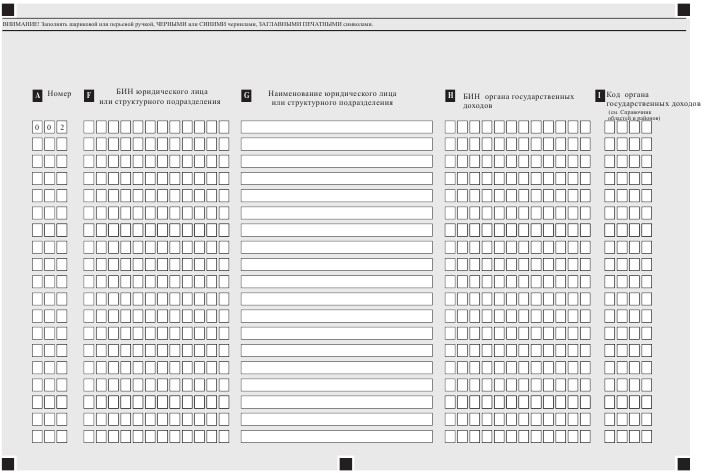 ВНИМАНИЕ! Заполнять шариковой или перьевой ручкой, ЧЕРНЫМИ или СИНИМИ чернилами, ЗАГЛАВНЫМИ ПЕЧАТНЫМИ символами.
A Номер
F БИН юридического лица
или структурного подразделения
G Наименование юридического лица
или структурного подразделения
H БИН органа государственных
доходов
I Код органа
государственных доходов
(см. Справочник
областей и районов)
0 0 2